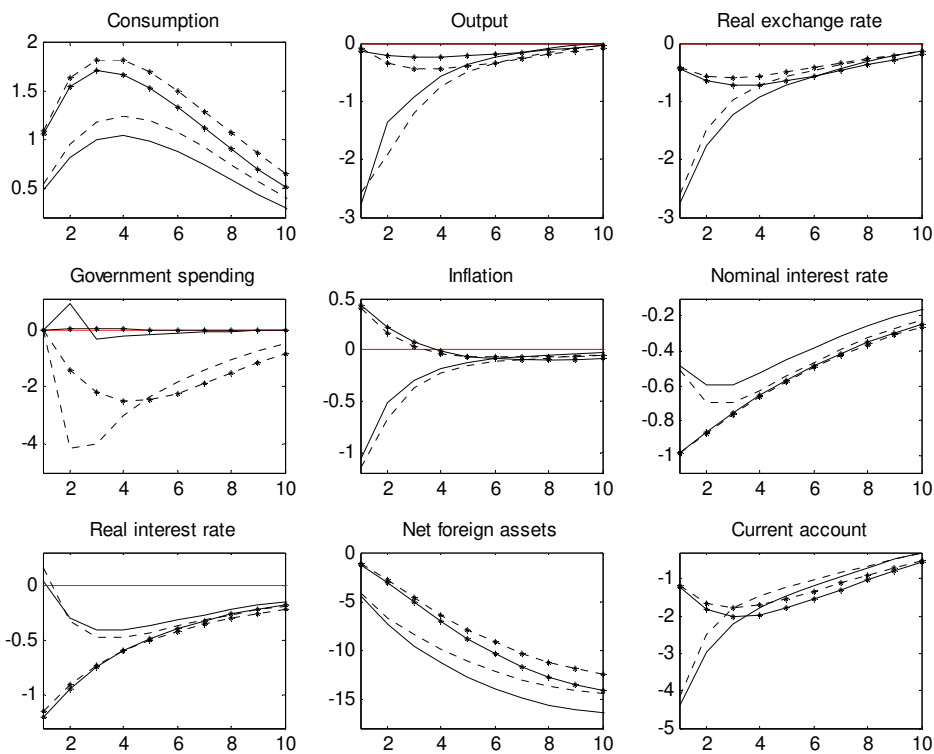 Consumption
Output
Real exchange rate
2
1.5
1
0.5
2 4 6 8 10
0
-1
-2
-3
2 4 6 8 10
0
-1
-2
-3
2 4 6 8 10
Government spending
Inflation
Nominal interest rate
0
-2
-4
2 4 6 8 10
0.5
0
-0.5
-1
2 4 6 8 10
-0.2
-0.4
-0.6
-0.8
-1
2 4 6 8 10
Real interest rate
Net foreign assets
Current account
0
-0.5
-1
2 4 6 8 10
0
-5
-10
-15
2 4 6 8 10
-1
-2
-3
-4
-5
2 4 6 8 10